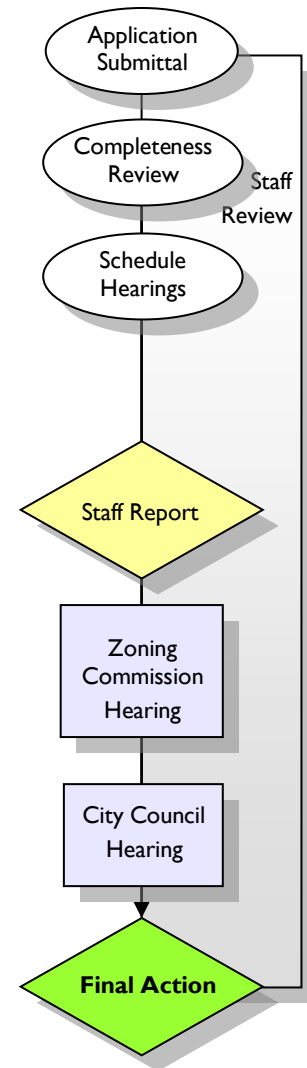 Application
Submittal
Completeness
Review
Staff
Review
Schedule
Hearings
Staff Report
Zoning
Commission
Hearing
City Council
Hearing
Final Action